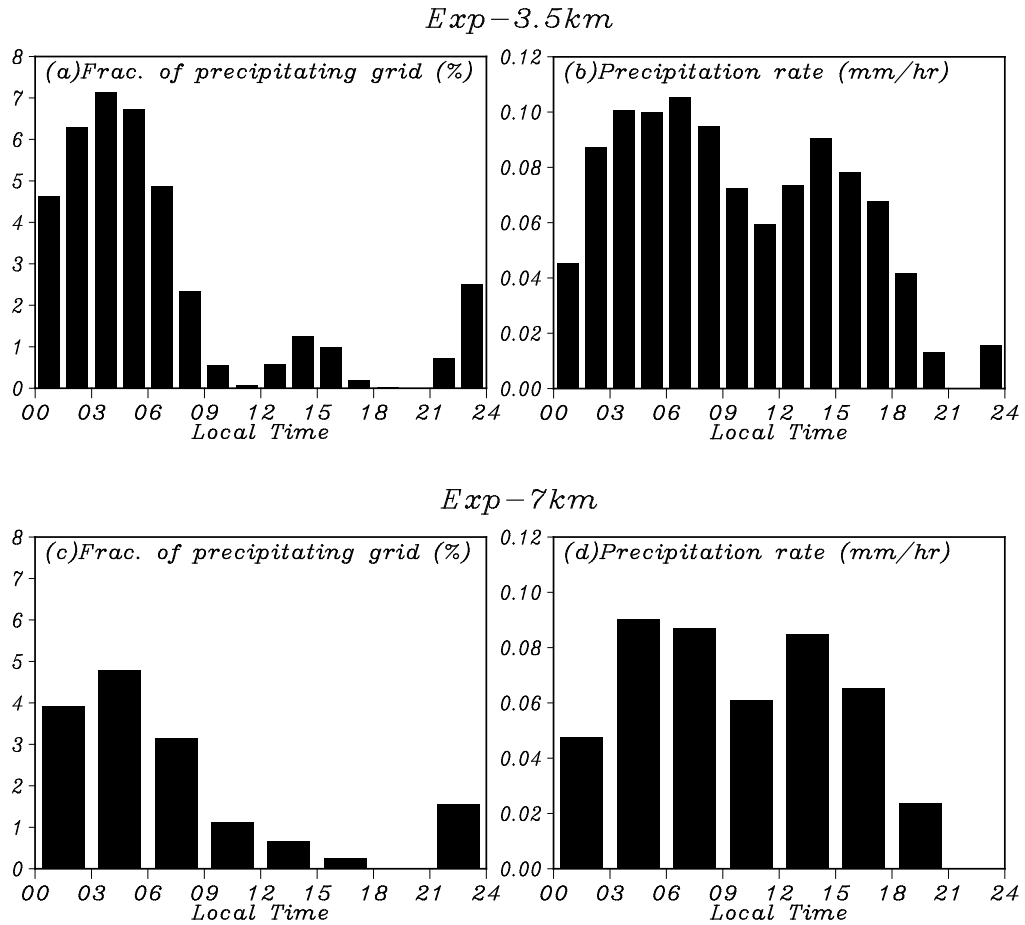 Exp-3.5km
(a)Frac. of precipitating grid (%)
8
7
6
5
4
3
2
1
0
00 03 06 09 12 15 18 21 24
Local Time
(b)Precipitation rate (mm/hr)
0.12
0.10
0.08
0.06
0.04
0.02
0.00
00 03 06 09 12 15 18 21 24
Local Time
Exp-7km
(c)Frac. of precipitating grid (%)
8
7
6
5
4
3
2
1
0
00 03 06 09 12 15 18 21 24
Local Time
(d)Precipitation rate (mm/hr)
0.12
0.10
0.08
0.06
0.04
0.02
0.00
00 03 06 09 12 15 18 21 24
Local Time